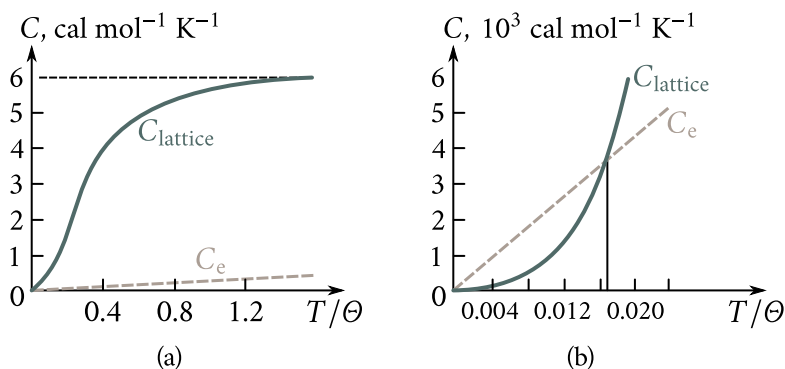 C, cal mol⁻¹ K⁻¹
6
5
4
3
2
1
0
C_lattice
C_e
0.4 0.8 1.2 T/Θ
(a)
C, 10³ cal mol⁻¹ K⁻¹
6
5
4
3
2
1
0
C_lattice
C_e
0.004 0.012 0.020 T/Θ
(b)